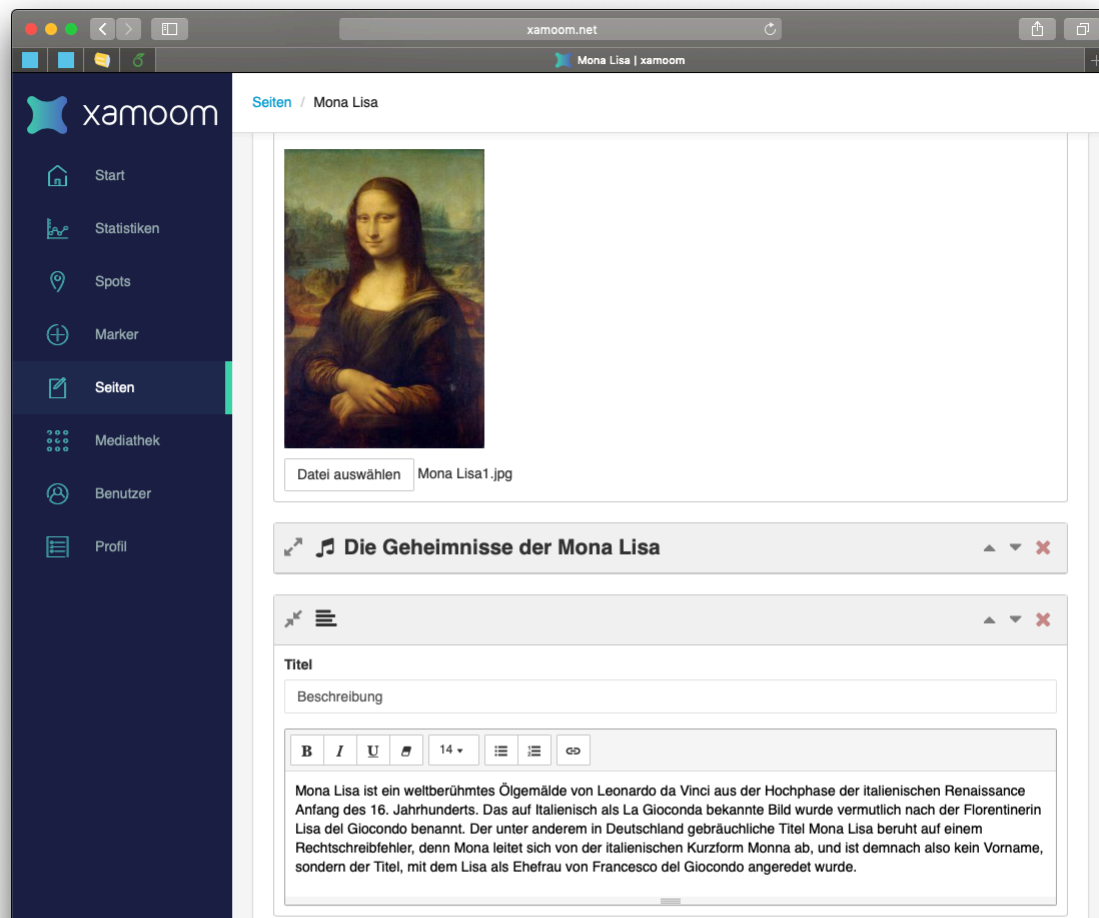 xamoom.net
Mona Lisa | xamoom
xamoom
Seiten / Mona Lisa
Start
Statistiken
Spots
Marker
Seiten
Mediathek
Benutzer
Profil
Datei auswählen Mona Lisa1.jpg
Die Geheimnisse der Mona Lisa
Titel
Beschreibung
B I U 14
Mona Lisa ist ein weltberühmtes Ölgemälde von Leonardo da Vinci aus der Hochphase der italienischen Renaissance
Anfang des 16. Jahrhunderts. Das auf Italienisch als La Gioconda bekannte Bild wurde vermutlich nach der Florentinerin
Lisa del Giocondo benannt. Der unter anderem in Deutschland gebräuchliche Titel Mona Lisa beruht auf einem
Rechtschreibfehler, denn Mona leitet sich von der italienischen Kurzform Monna ab, und ist demnach also kein Vorname,
sondern der Titel, mit dem Lisa als Ehefrau von Francesco del Giocondo angeredet wurde.